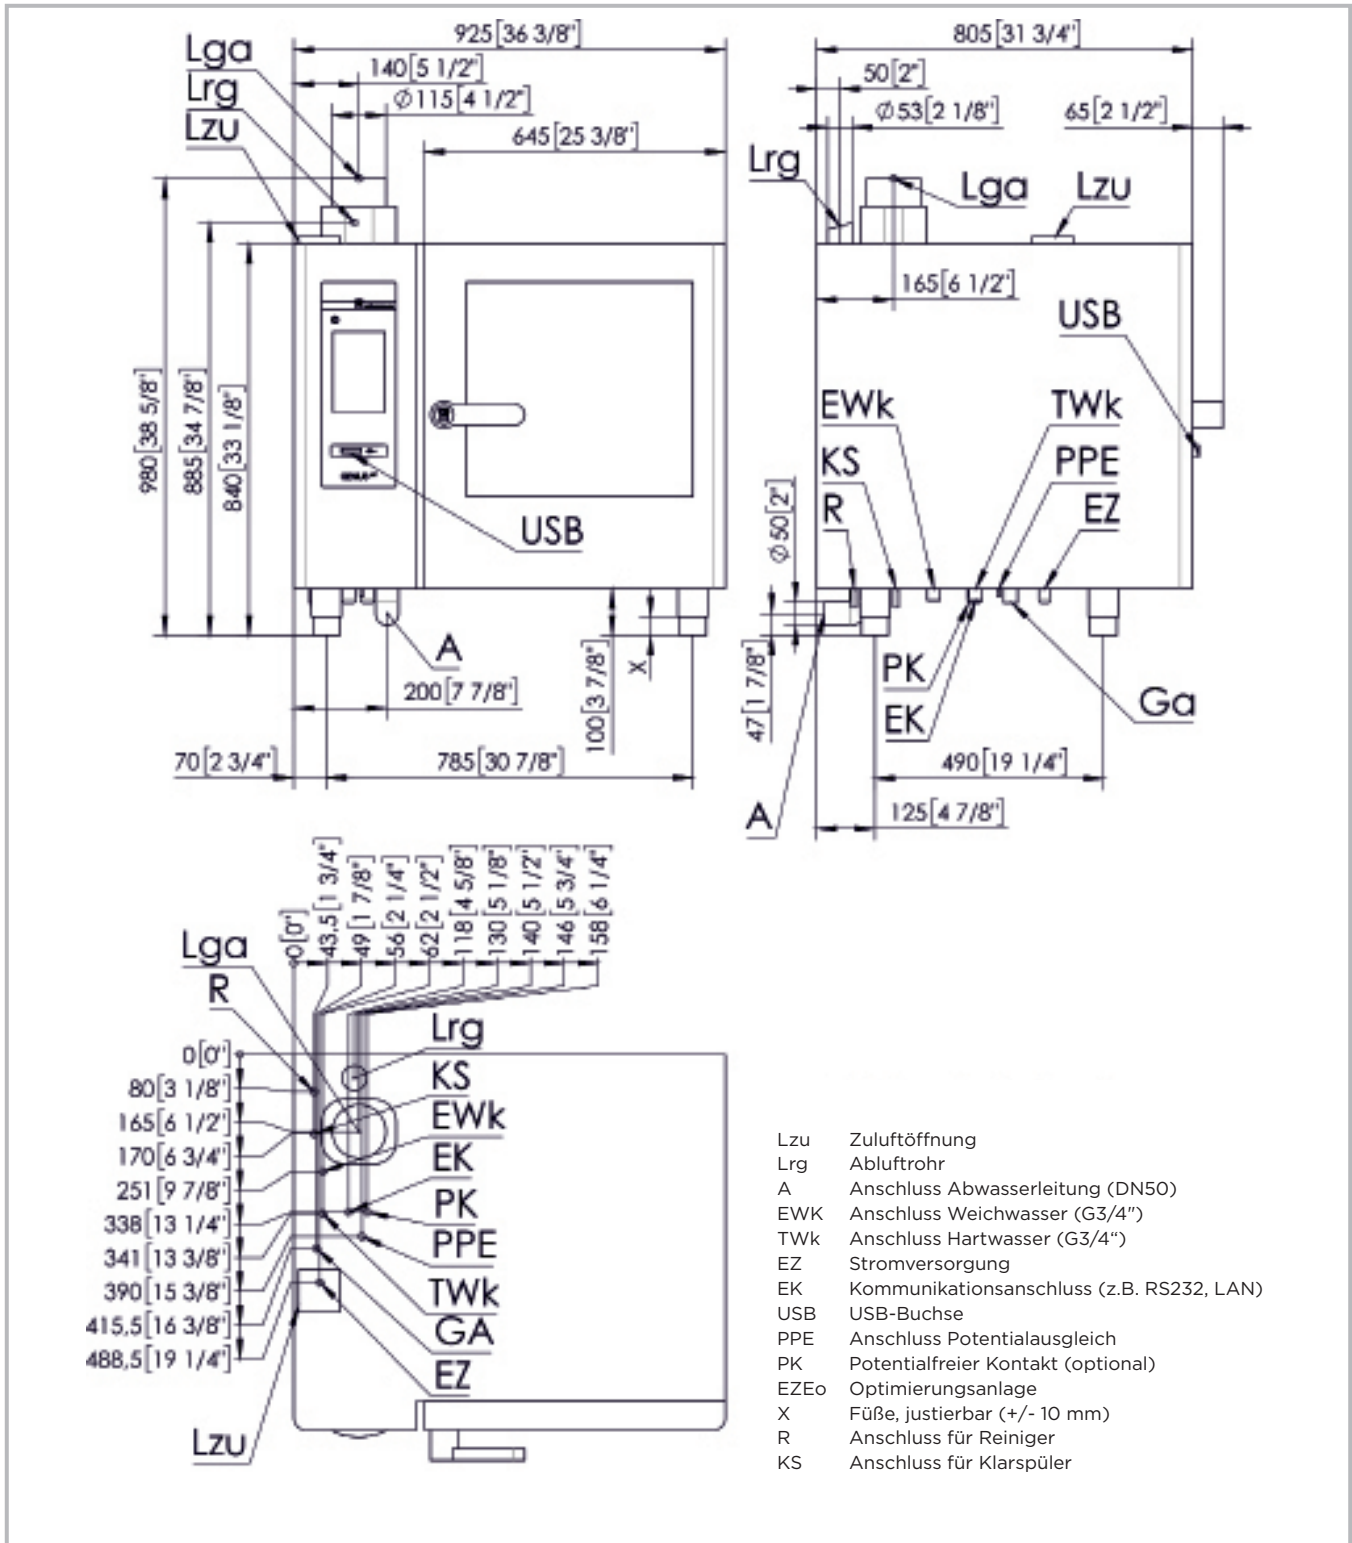 925[36 3/8"]
Lga
140[5 1/2"]
Lrg
Ø115[4 1/2"]
Lzu
645[25 3/8"]
980[38 5/8"]
885[34 7/8"]
840[33 1/8"]
USB
A
200[7 7/8"]
100[3 7/8"]
X
70[2 3/4"]
785[30 7/8"]
805[31 3/4"]
50[2"]
Ø53[2 1/8"]
65[2 1/2"]
Lrg
Lga
Lzu
165[6 1/2"]
USB
EWk
TWk
KS
PPE
R
EZ
Ø50[2"]
47[1 7/8"]
PK
EK
Ga
490[19 1/4"]
A
125[4 7/8"]
0[0"]
43,5[1 3/4"]
49[1 7/8"]
56[2 1/4"]
62[2 1/2"]
118[4 5/8"]
130[5 1/8"]
140[5 1/2"]
146[5 3/4"]
158[6 1/4"]
Lga
R
Lrg
0[0"]
80[3 1/8"]
165[6 1/2"]
170[6 3/4"]
251[9 7/8"]
338[13 1/4"]
341[13 3/8"]
390[15 3/8"]
415,5[16 3/8"]
488,5[19 1/4"]
KS
EWk
EK
PK
PPE
TWk
GA
EZ
Lzu
Lzu Zuluftöffnung
Lrg Abluftrohr
A Anschluss Abwasserleitung (DN50)
EWK Anschluss Weichwasser (G3/4")
TWk Anschluss Hartwasser (G3/4“)
EZ Stromversorgung
EK Kommunikationsanschluss (z.B. RS232, LAN)
USB USB-Buchse
PPE Anschluss Potentialausgleich
PK Potentialfreier Kontakt (optional)
EZEo Optimierungsanlage
X Füße, justierbar (+/- 10 mm)
R Anschluss für Reiniger
KS Anschluss für Klarspüler